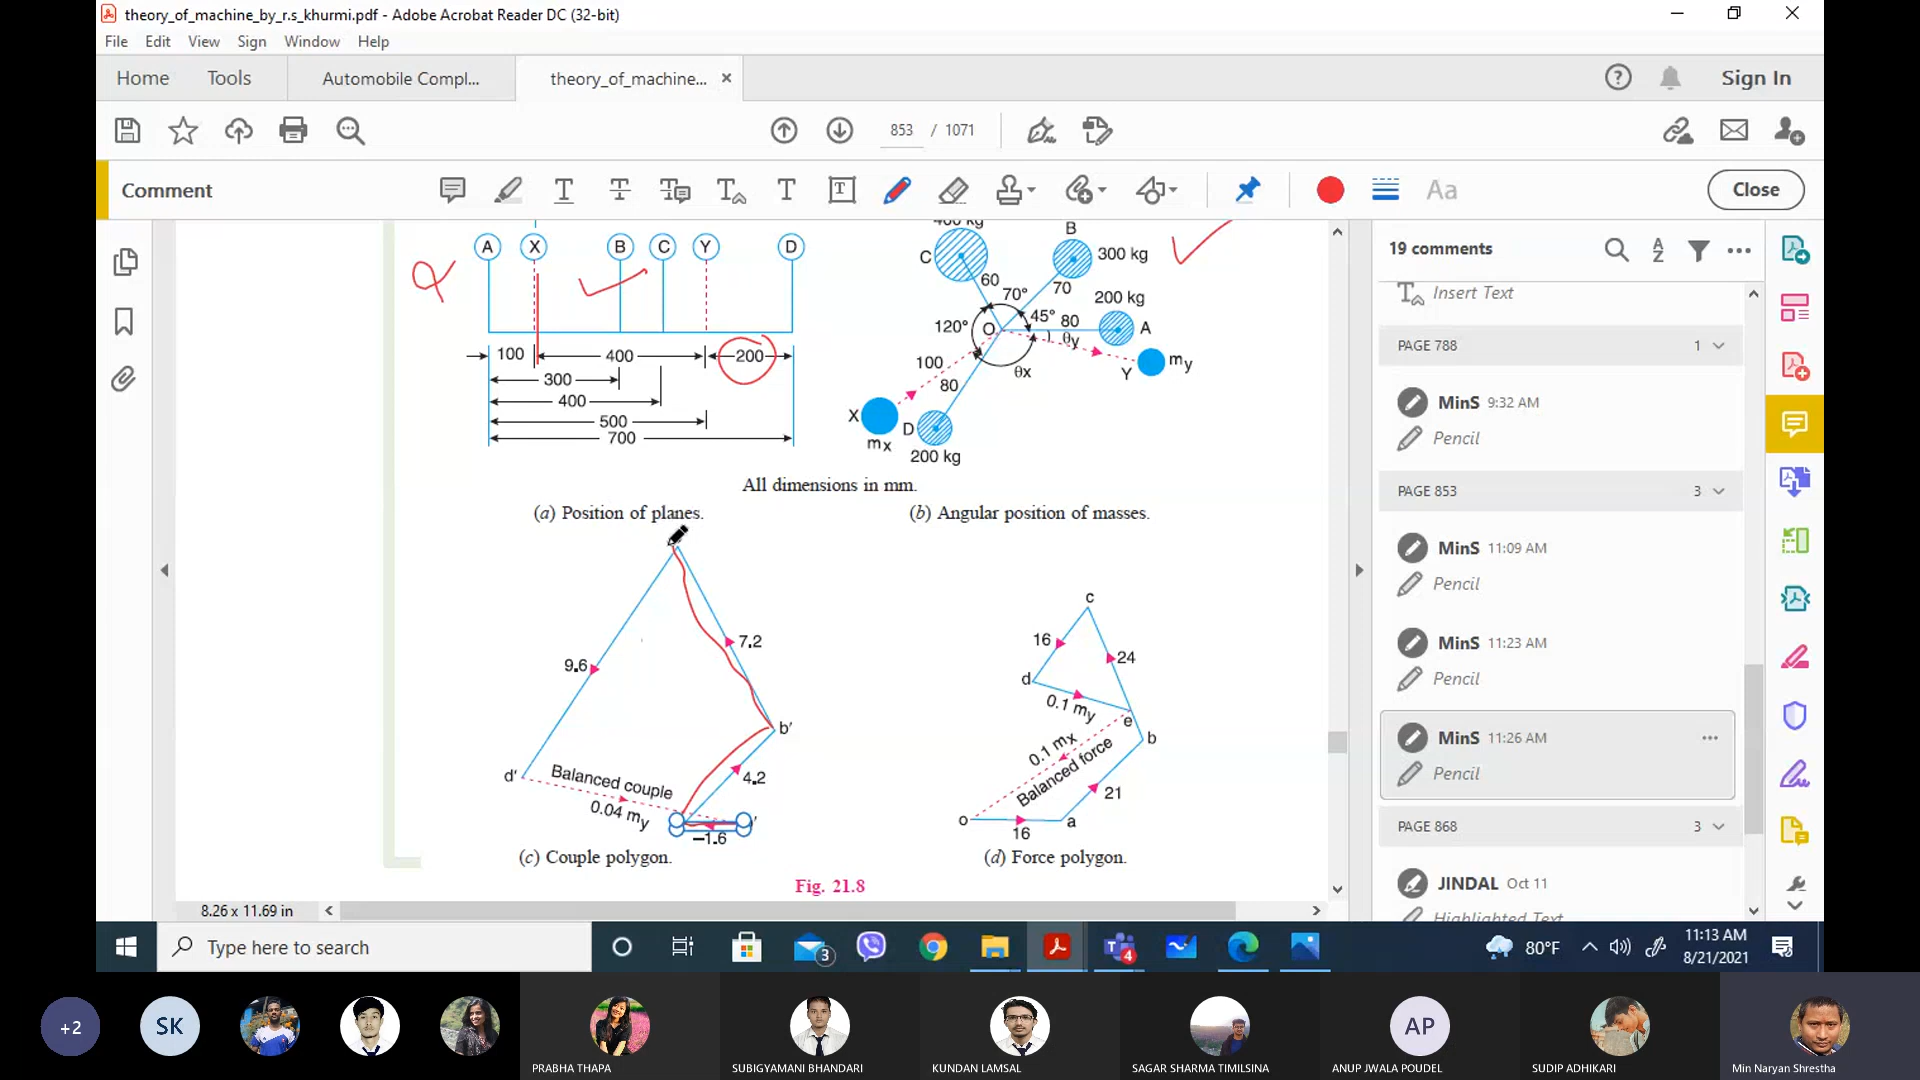 theory_of_machine_by_r.s_khurmi.pdf - Adobe Acrobat Reader DC (32-bit)
File Edit View Sign Window Help
Home Tools Automobile Compl... theory_of_machine... × Sign In
853 / 1071
Comment Aa Close
A X B C Y D
100 400 200
300
400
500
700
400 kg
C
B
300 kg
60
70°
70
200 kg
120°
O
45°
80
A
θy
100
θx
Y
my
80
X
mx
D
200 kg
All dimensions in mm.
(a) Position of planes.
(b) Angular position of masses.
7.2
9.6
b'
d'
Balanced couple
0.04 my
4.2
–1.6
c
16
24
d
0.1 my
e
0.1 mx
Balanced force
b
21
o
16
a
(c) Couple polygon.
(d) Force polygon.
Fig. 21.8
8.26 x 11.69 in
19 comments
Insert Text
PAGE 788 1
MinS 9:32 AM
Pencil
PAGE 853 3
MinS 11:09 AM
Pencil
MinS 11:23 AM
Pencil
MinS 11:26 AM
Pencil
PAGE 868 3
JINDAL Oct 11
Highlighted Text
Type here to search
3
4
80°F
11:13 AM
8/21/2021
+2
SK
AP
PRABHA THAPA
SUBIGYAMANI BHANDARI
KUNDAN LAMSAL
SAGAR SHARMA TIMILSINA
ANUP JWALA POUDEL
SUDIP ADHIKARI
Min Naryan Shrestha